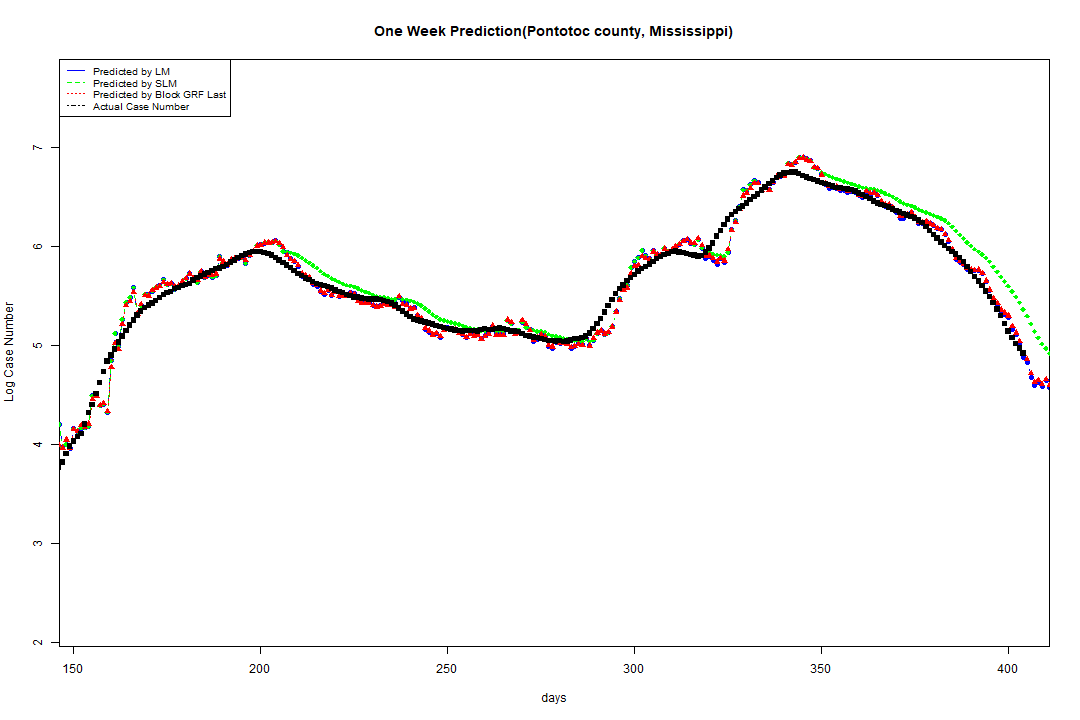 One Week Prediction(Pontotoc county, Mississippi)
Predicted by LM
Predicted by SLM
Predicted by Block GRF Last
Actual Case Number
7
6
5
4
3
2
Log Case Number
150 200 250 300 350 400
days